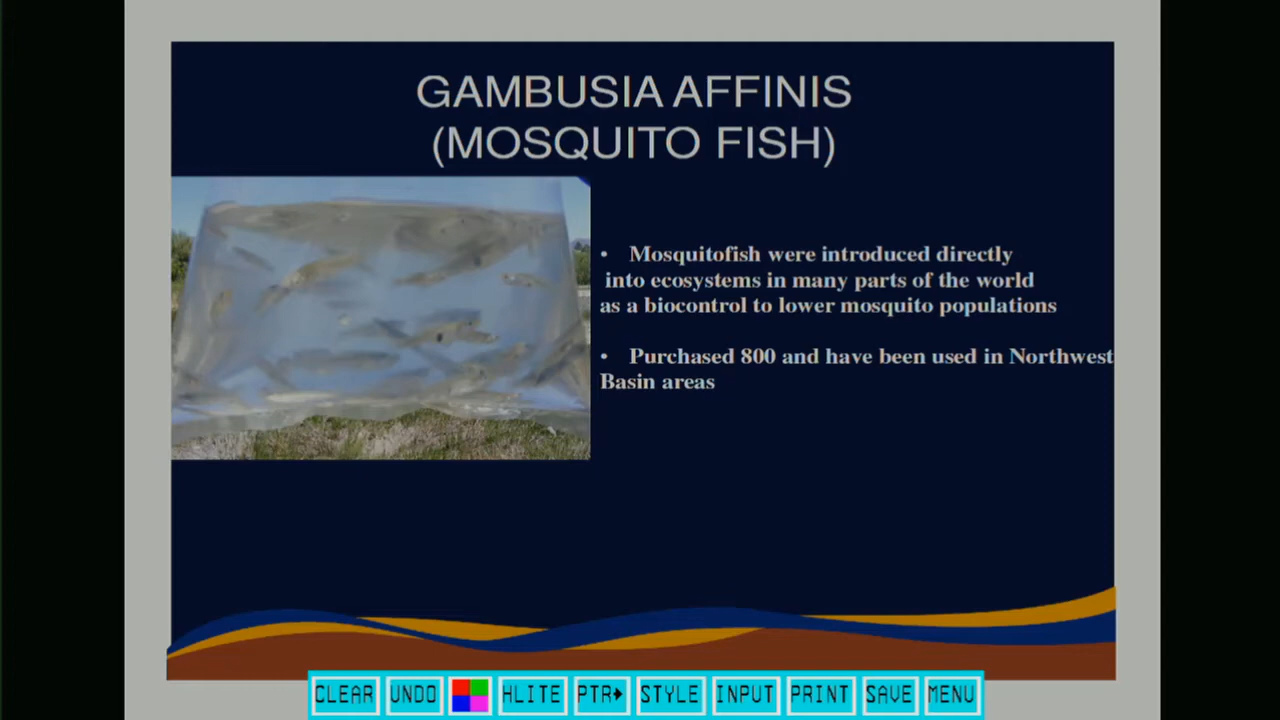 GAMBUSIA AFFINIS
(MOSQUITO FISH)
• Mosquitofish were introduced directly
into ecosystems in many parts of the world
as a biocontrol to lower mosquito populations
• Purchased 800 and have been used in Northwest
Basin areas
CLEAR UNDO HLITE PTR STYLE INPUT PRINT SAVE MENU